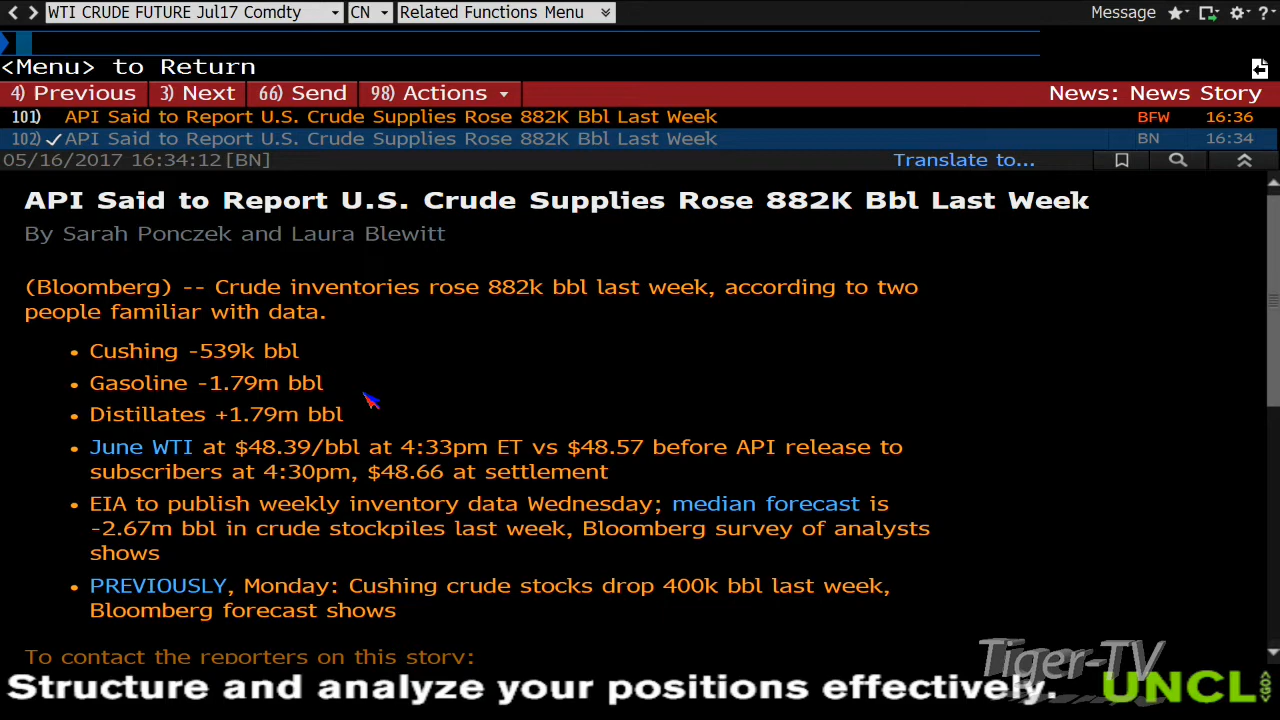 WTI CRUDE FUTURE Jul17 Comdty CN Related Functions Menu Message ?
<Menu> to Return
4) Previous 3) Next 66) Send 98) Actions News: News Story
101) API Said to Report U.S. Crude Supplies Rose 882K Bbl Last Week BFW 16:36
102) API Said to Report U.S. Crude Supplies Rose 882K Bbl Last Week BN 16:34
05/16/2017 16:34:12 [BN] Translate to...
API Said to Report U.S. Crude Supplies Rose 882K Bbl Last Week
By Sarah Ponczek and Laura Blewitt
(Bloomberg) -- Crude inventories rose 882k bbl last week, according to two
people familiar with data.
• Cushing -539k bbl
• Gasoline -1.79m bbl
• Distillates +1.79m bbl
• June WTI at $48.39/bbl at 4:33pm ET vs $48.57 before API release to
subscribers at 4:30pm, $48.66 at settlement
• EIA to publish weekly inventory data Wednesday; median forecast is
-2.67m bbl in crude stockpiles last week, Bloomberg survey of analysts
shows
• PREVIOUSLY, Monday: Cushing crude stocks drop 400k bbl last week,
Bloomberg forecast shows
To contact the reporters on this story:
Tiger-TV
Structure and analyze your positions effectively. UNCL